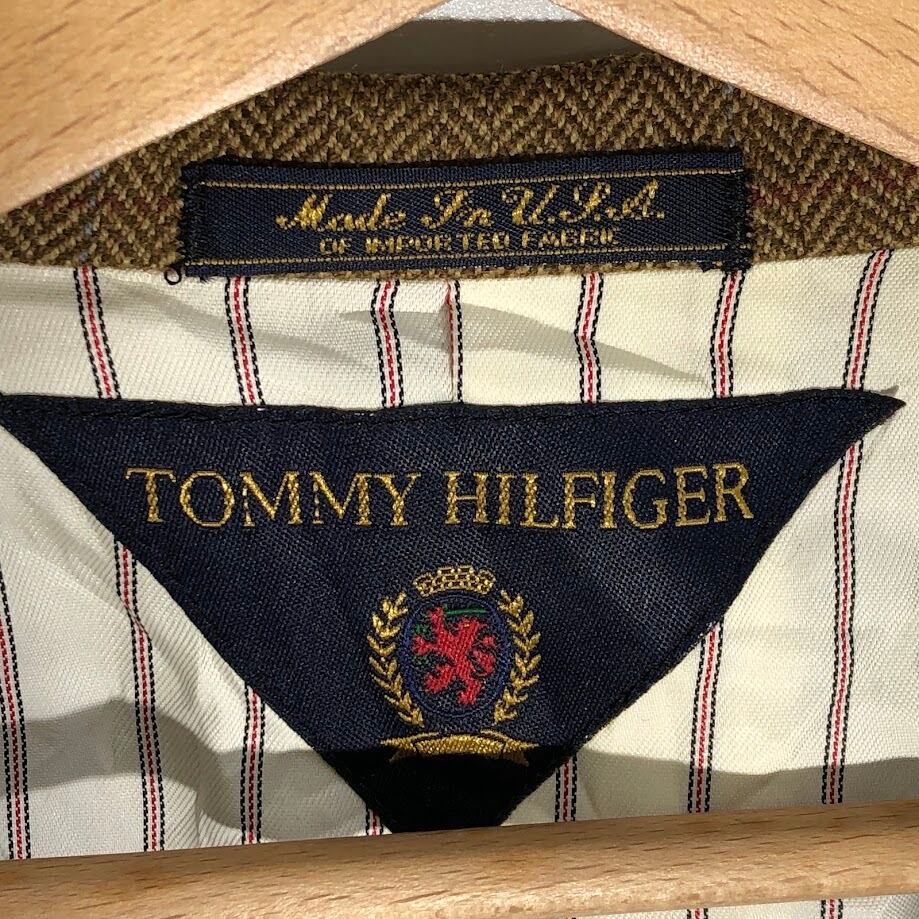 Made In U.S.A.
OF IMPORTED FABRIC
TOMMY HILFIGER